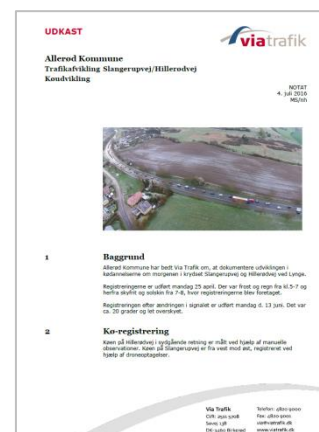 UDKAST
viatrafik
Allerød Kommune
Trafikafvikling Slangerupvej/Hillerødvej
Køudvikling
NOTAT
4. juli 2016
MS/nh
1 Baggrund
Allerød Kommune har bedt Via Trafik om, at dokumentere udviklingen i
kødannelserne om morgenen i krydset Slangerupvej og Hillerødvej ved Lynge.
Registreringerne er udført mandag 25 april. Der var frost og regn fra kl.5-7 og
herfra skyfrit og solskin fra 7-8, hvor registreringerne blev foretaget.
Registreringen efter ændringen i signalet er udført mandag d. 13 juni. Det var
ca. 20 grader og let overskyet.
2 Kø-registrering
Køen på Hillerødvej i sydgående retning er målt ved hjælp af manuelle
observationer. Køen på Slangerupvej er fra vest mod øst, registreret ved
hjælp af droneoptagelser.
Via Trafik